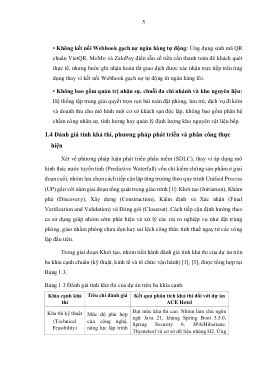 5
• Không kết nối Webhook gạch nợ ngân hàng tự động: Ứng dụng sinh mã QR
chuẩn VietQR, MoMo và ZaloPay điền sẵn số tiền cần thanh toán để khách quét
thực tế, nhưng bước ghi nhận hoàn tất giao dịch được xác nhận trực tiếp trên ứng
dụng thay vì kết nối Webhook gạch nợ tự động từ ngân hàng lõi.
• Không bao gồm quản trị nhân sự, chuỗi đa chi nhánh và kho nguyên liệu:
Hệ thống tập trung giải quyết trọn vẹn bài toán đặt phòng, lưu trú, dịch vụ đi kèm
và doanh thu cho mô hình một cơ sở khách sạn độc lập, không bao gồm phân hệ
chấm công nhân sự, tính lương hay quản lý định lượng kho nguyên vật liệu bếp.
1.4 Đánh giá tính khả thi, phương pháp phát triển và phân công thực
hiện
Xét về phương pháp luận phát triển phần mềm (SDLC), thay vì áp dụng mô
hình thác nước tuyến tính (Predictive Waterfall) vốn chỉ kiểm chứng sản phẩm ở giai
đoạn cuối, nhóm lựa chọn cách tiếp cận lặp tăng trưởng theo quy trình Unified Process
(UP) gắn với năm giai đoạn tổng quát trong giáo trình [1]: Khởi tạo (Initiation), Khám
phá (Discovery), Xây dựng (Construction), Kiểm định và Xác nhận (Final
Verification and Validation) và Đóng gói (Closeout). Cách tiếp cận định hướng theo
ca sử dụng giúp nhóm sớm phát hiện và xử lý các rủi ro nghiệp vụ như đặt trùng
phòng, giao nhầm phòng chưa dọn hay sai lệch công thức tính thuế ngay từ các vòng
lặp đầu tiên.
Trong giai đoạn Khởi tạo, nhóm tiến hành đánh giá tính khả thi của dự án trên
ba khía cạnh chuẩn (kỹ thuật, kinh tế và tổ chức vận hành) [1], [3], được tổng hợp tại
Bảng 1.3.
Bảng 1.3 Đánh giá tính khả thi của dự án trên ba khía cạnh
Khía cạnh khả thi
Tiêu chí đánh giá
Kết quả phân tích khả thi đối với dự án ACE Hotel
Khả thi kỹ thuật (Technical Feasibility)
Mức độ phù hợp của công nghệ, năng lực lập trình
Đạt mức khả thi cao. Nhóm làm chủ ngôn
ngữ Java 21, khung Spring Boot 3.5.0,
Spring Security 6, JPA/Hibernate,
Thymeleaf và cơ sở dữ liệu nhúng H2. Ứng